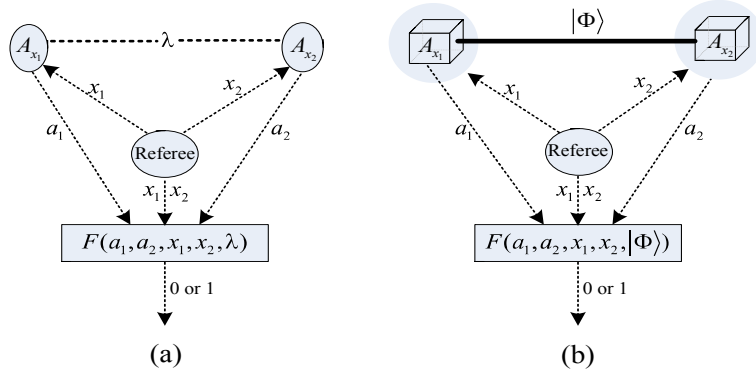 λ
A_{x_1}
A_{x_2}
x_1
x_2
a_1
a_2
Referee
x_1 x_2
F(a_1,a_2,x_1,x_2,λ)
0 or 1
(a)
|Φ⟩
A_{x_1}
A_{x_2}
x_1
x_2
a_1
a_2
Referee
x_1 x_2
F(a_1,a_2,x_1,x_2,|Φ⟩)
0 or 1
(b)